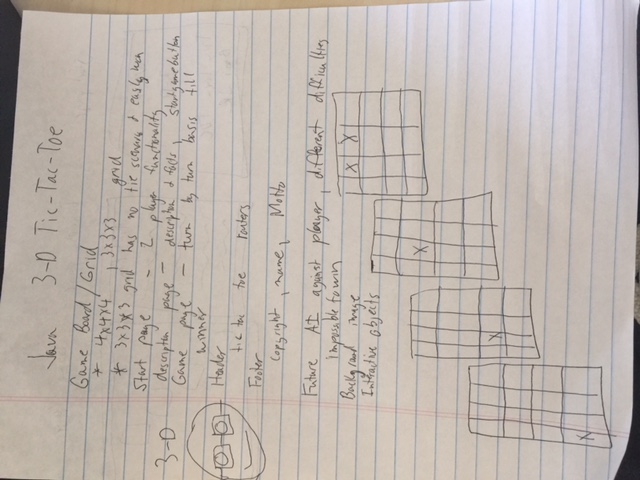 Java 3-D Tic-Tac-Toe
Game Board/Grid
* 4x4x4 , 3x3x3 grid
* 3x3x3 grid has no tie scenario & easily won
Start page - 2 player functionality
description page - description & facts, start game button
Game page - turn by turn basis till
winner
3-D
Header
tic tac toe
Footer
copyright, name, Motto
Future AI against player, different difficulties
impossible to win
Background image
Interactive objects
X X
X
X
X